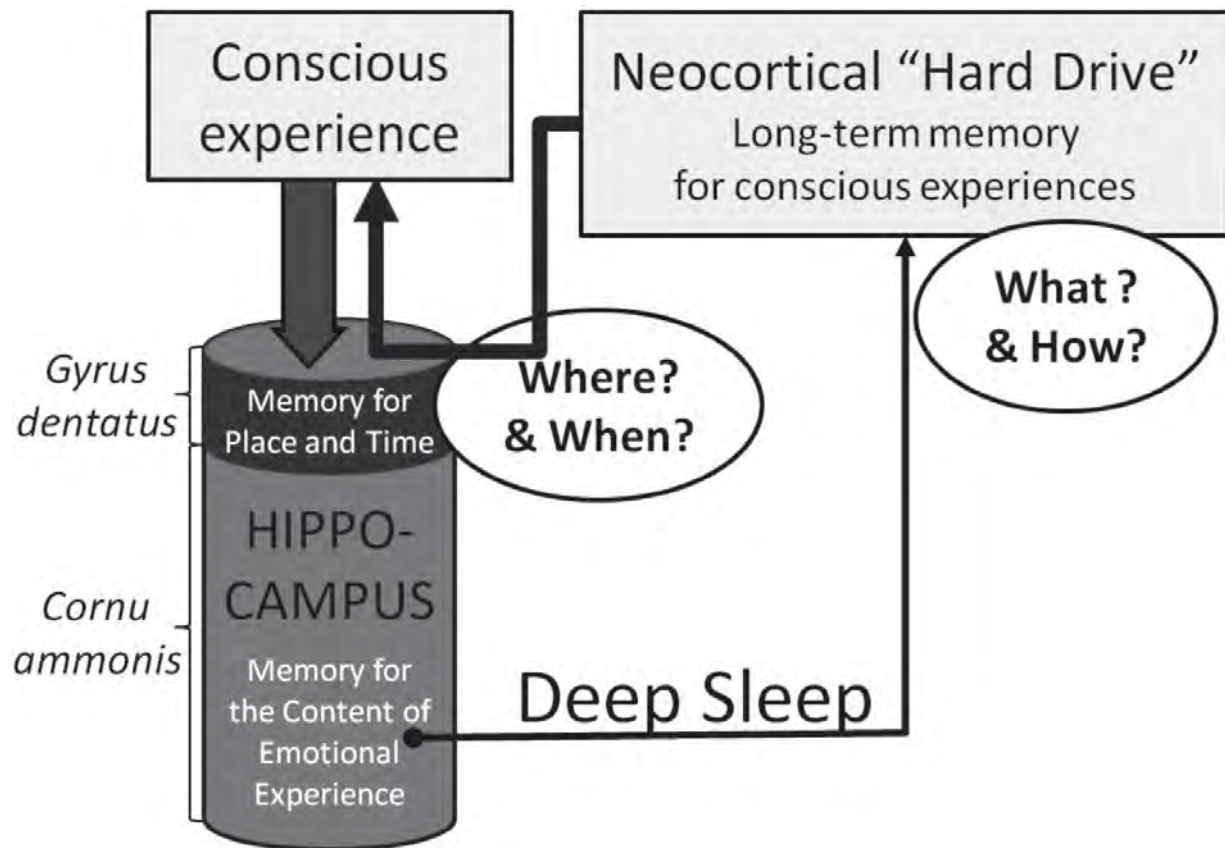 Conscious
experience
Neocortical “Hard Drive”
Long-term memory
for conscious experiences
What ?
& How?
Where?
& When?
Gyrus
dentatus
Memory for
Place and Time
HIPPO-
CAMPUS
Cornu
ammonis
Memory for
the Content of
Emotional
Experience
Deep Sleep